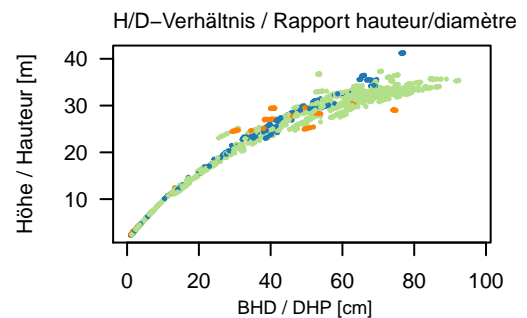 H/D−Verhältnis / Rapport hauteur/diamètre
Höhe / Hauteur [m]
40
30
20
10
0 20 40 60 80 100
BHD / DHP [cm]